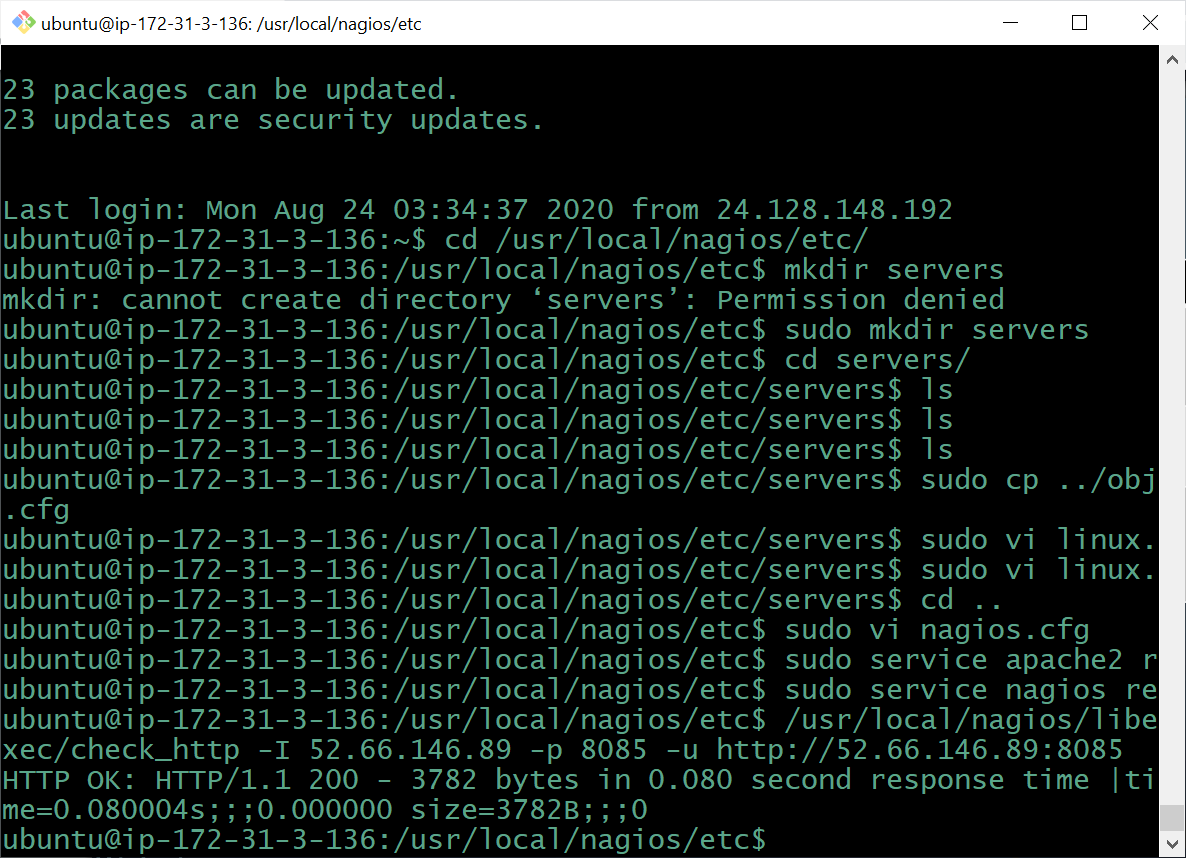 ubuntu@ip-172-31-3-136: /usr/local/nagios/etc
23 packages can be updated.
23 updates are security updates.
Last login: Mon Aug 24 03:34:37 2020 from 24.128.148.192
ubuntu@ip-172-31-3-136:~$ cd /usr/local/nagios/etc/
ubuntu@ip-172-31-3-136:/usr/local/nagios/etc$ mkdir servers
mkdir: cannot create directory ‘servers’: Permission denied
ubuntu@ip-172-31-3-136:/usr/local/nagios/etc$ sudo mkdir servers
ubuntu@ip-172-31-3-136:/usr/local/nagios/etc$ cd servers/
ubuntu@ip-172-31-3-136:/usr/local/nagios/etc/servers$ ls
ubuntu@ip-172-31-3-136:/usr/local/nagios/etc/servers$ ls
ubuntu@ip-172-31-3-136:/usr/local/nagios/etc/servers$ ls
ubuntu@ip-172-31-3-136:/usr/local/nagios/etc/servers$ sudo cp ../obj
.cfg
ubuntu@ip-172-31-3-136:/usr/local/nagios/etc/servers$ sudo vi linux.
ubuntu@ip-172-31-3-136:/usr/local/nagios/etc/servers$ sudo vi linux.
ubuntu@ip-172-31-3-136:/usr/local/nagios/etc/servers$ cd ..
ubuntu@ip-172-31-3-136:/usr/local/nagios/etc$ sudo vi nagios.cfg
ubuntu@ip-172-31-3-136:/usr/local/nagios/etc$ sudo service apache2 r
ubuntu@ip-172-31-3-136:/usr/local/nagios/etc$ sudo service nagios re
ubuntu@ip-172-31-3-136:/usr/local/nagios/etc$ /usr/local/nagios/libe
xec/check_http -I 52.66.146.89 -p 8085 -u http://52.66.146.89:8085
HTTP OK: HTTP/1.1 200 - 3782 bytes in 0.080 second response time |ti
me=0.080004s;;;0.000000 size=3782B;;;0
ubuntu@ip-172-31-3-136:/usr/local/nagios/etc$